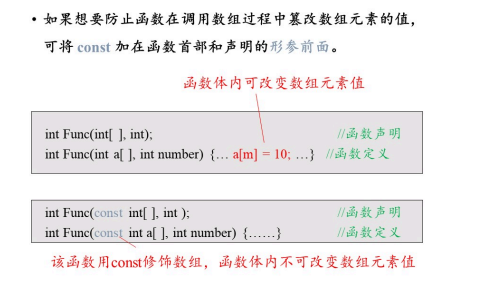 • 如果想要防止函数在调用数组过程中篡改数组元素的值，
可将 const 加在函数首部和声明的形参前面。
函数体内可改变数组元素值
int Func(int[ ], int); //函数声明
int Func(int a[ ], int number) {… a[m] = 10; …} //函数定义
int Func(const int[ ], int ); //函数声明
int Func(const int a[ ], int number) {……} //函数定义
该函数用const修饰数组，函数体内不可改变数组元素值